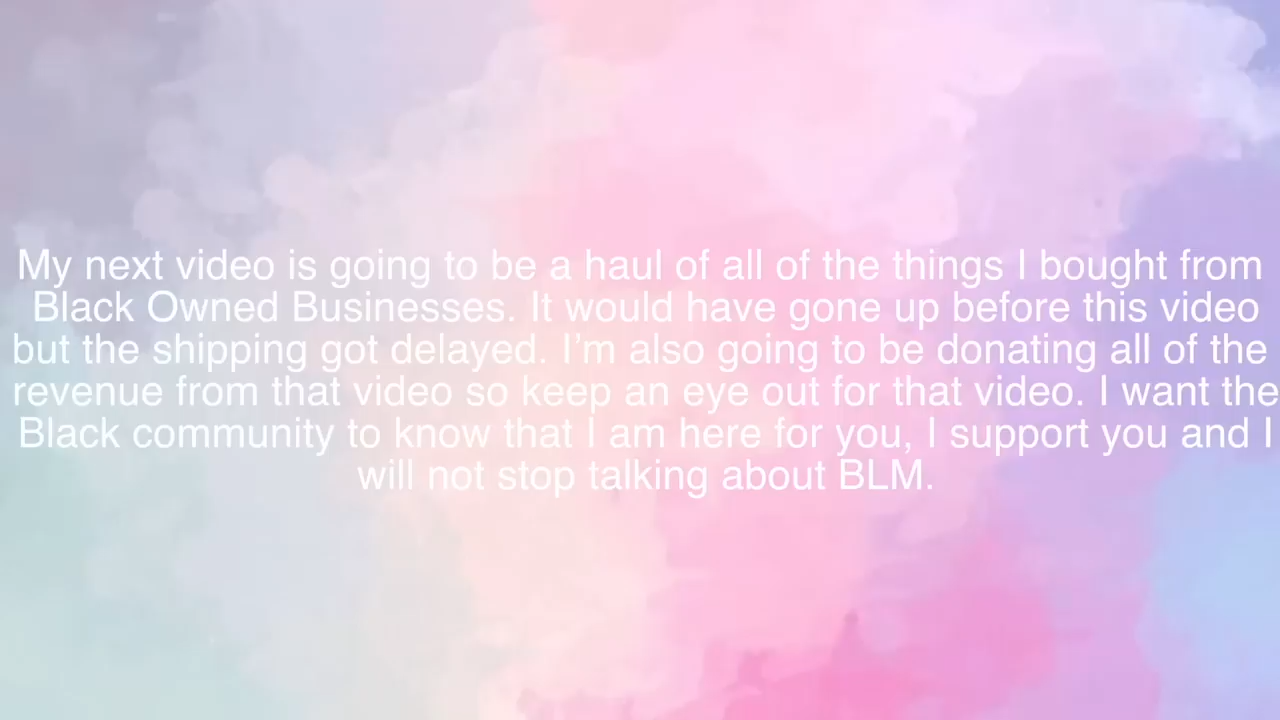 My next video is going to be a haul of all of the things I bought from
Black Owned Businesses. It would have gone up before this video
but the shipping got delayed. I’m also going to be donating all of the
revenue from that video so keep an eye out for that video. I want the
Black community to know that I am here for you, I support you and I
will not stop talking about BLM.